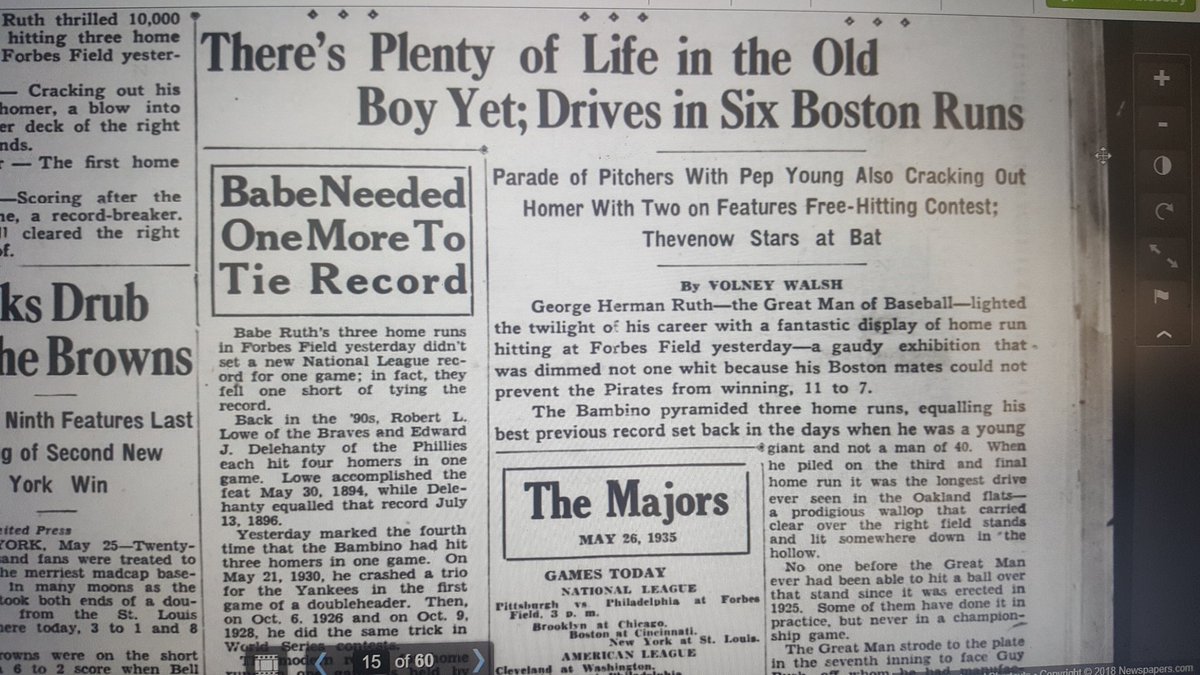 Ruth thrilled 10,000
hitting three home
Forbes Field yester-
— Cracking out his
homer, a blow into
er deck of the right
nds.
— The first home
—Scoring after the
ne, a record-breaker.
ll cleared the right
of.
ks Drub
he Browns
Ninth Features Last
g of Second New
York Win
ited Press
YORK, May 25—Twenty-
sand fans were treated to
he merriest madcap base-
in many moons as the
took both ends of a dou-
from the St. Louis
here today, 3 to 1 and 8
rowns were on the short
6 to 2 score when Bell
There's Plenty of Life in the Old
Boy Yet; Drives in Six Boston Runs
Babe Needed
One More To
Tie Record
Babe Ruth's three home runs
in Forbes Field yesterday didn't
set a new National League rec-
ord for one game; in fact, they
fell one short of tying the
record.
Back in the '90s, Robert L.
Lowe of the Braves and Edward
J. Delehanty of the Phillies
each hit four homers in one
game. Lowe accomplished the
feat May 30, 1894, while Dele-
hanty equalled that record July
13, 1896.
Yesterday marked the fourth
time that the Bambino had hit
three homers in one game. On
May 21, 1930, he crashed a trio
for the Yankees in the first
game of a doubleheader. Then,
on Oct. 6, 1926 and on Oct. 9,
1928, he did the same trick in
World Series contests.
home
Parade of Pitchers With Pep Young Also Cracking Out
Homer With Two on Features Free-Hitting Contest;
Thevenow Stars at Bat
By VOLNEY WALSH
George Herman Ruth—the Great Man of Baseball—lighted
the twilight of his career with a fantastic display of home run
hitting at Forbes Field yesterday—a gaudy exhibition that
was dimmed not one whit because his Boston mates could not
prevent the Pirates from winning, 11 to 7.
The Bambino pyramided three home runs, equalling his
best previous record set back in the days when he was a young
giant and not a man of 40. When
he piled on the third and final
home run it was the longest drive
ever seen in the Oakland flats—
a prodigious wallop that carried
clear over the right field stands
and lit somewhere down in the
hollow.
No one before the Great Man
ever had been able to hit a ball over
that stand since it was erected in
1925. Some of them have done it in
practice, but never in a champion-
ship game.
The Great Man strode to the plate
in the seventh inning to face Guy
The Majors
MAY 26, 1935
GAMES TODAY
NATIONAL LEAGUE
Pittsburgh vs. Philadelphia at Forbes
Field, 3 p. m.
Brooklyn at Chicago.
Boston at Cincinnati.
New York at St. Louis.
AMERICAN LEAGUE
Cleveland at Washington.
15 of 60
Copyright © 2018 Newspapers.com